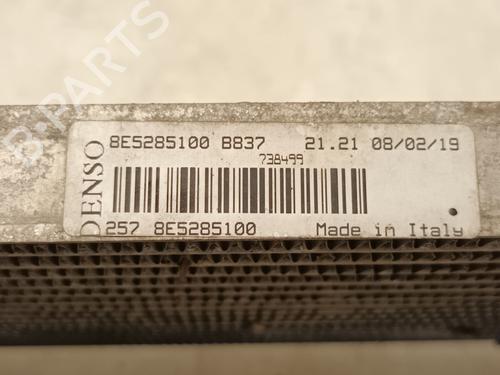 B-PARTS
8E5285100 B837 21.21 08/02/19
738499
DENSO
257 8E5285100 Made in Italy